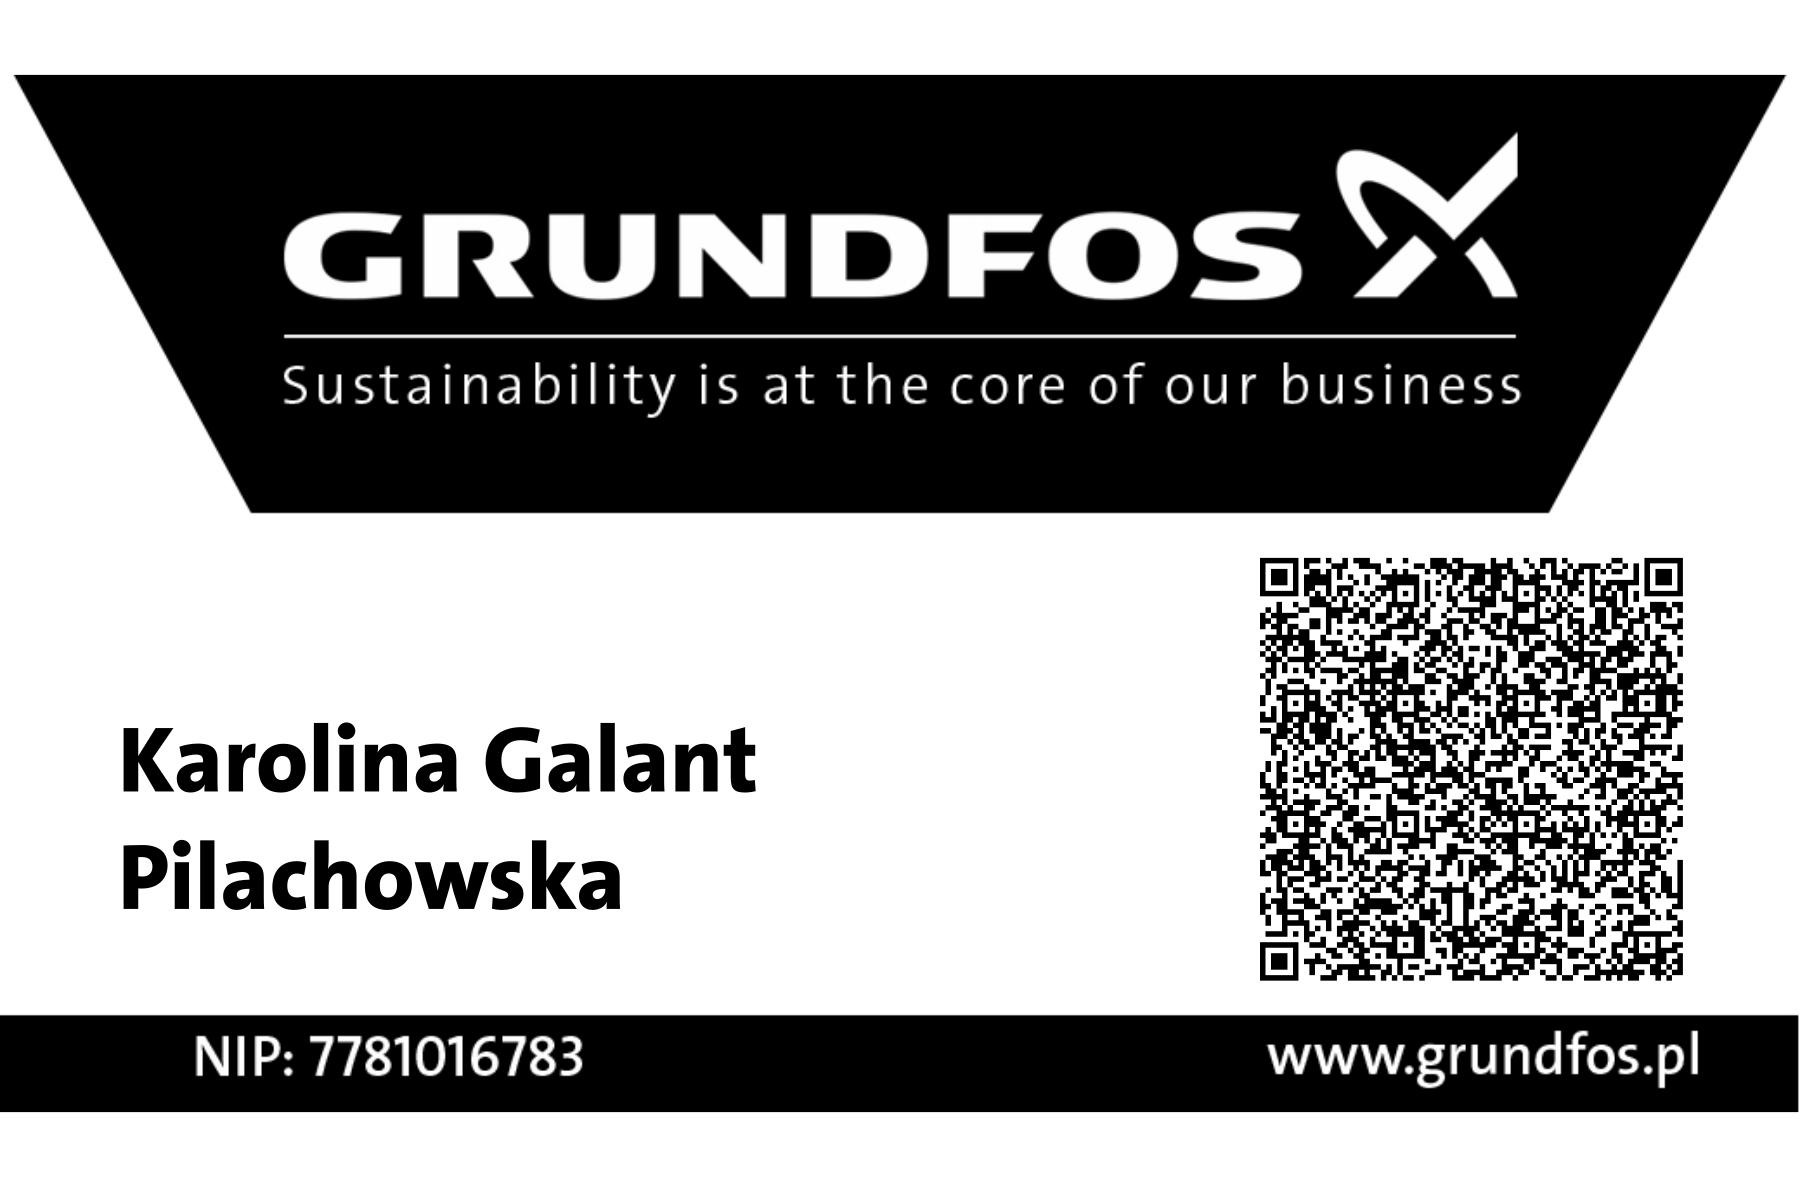 GRUNDFOS
Sustainability is at the core of our business
Karolina Galant
Pilachowska
NIP: 7781016783
www.grundfos.pl